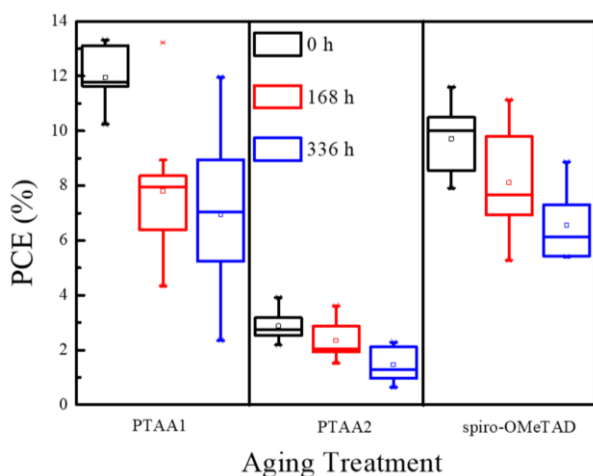 14
12
10
8
6
4
2
0
PCE (%)
0 h
168 h
336 h
PTAA1
PTAA2
spiro-OMeTAD
Aging Treatment